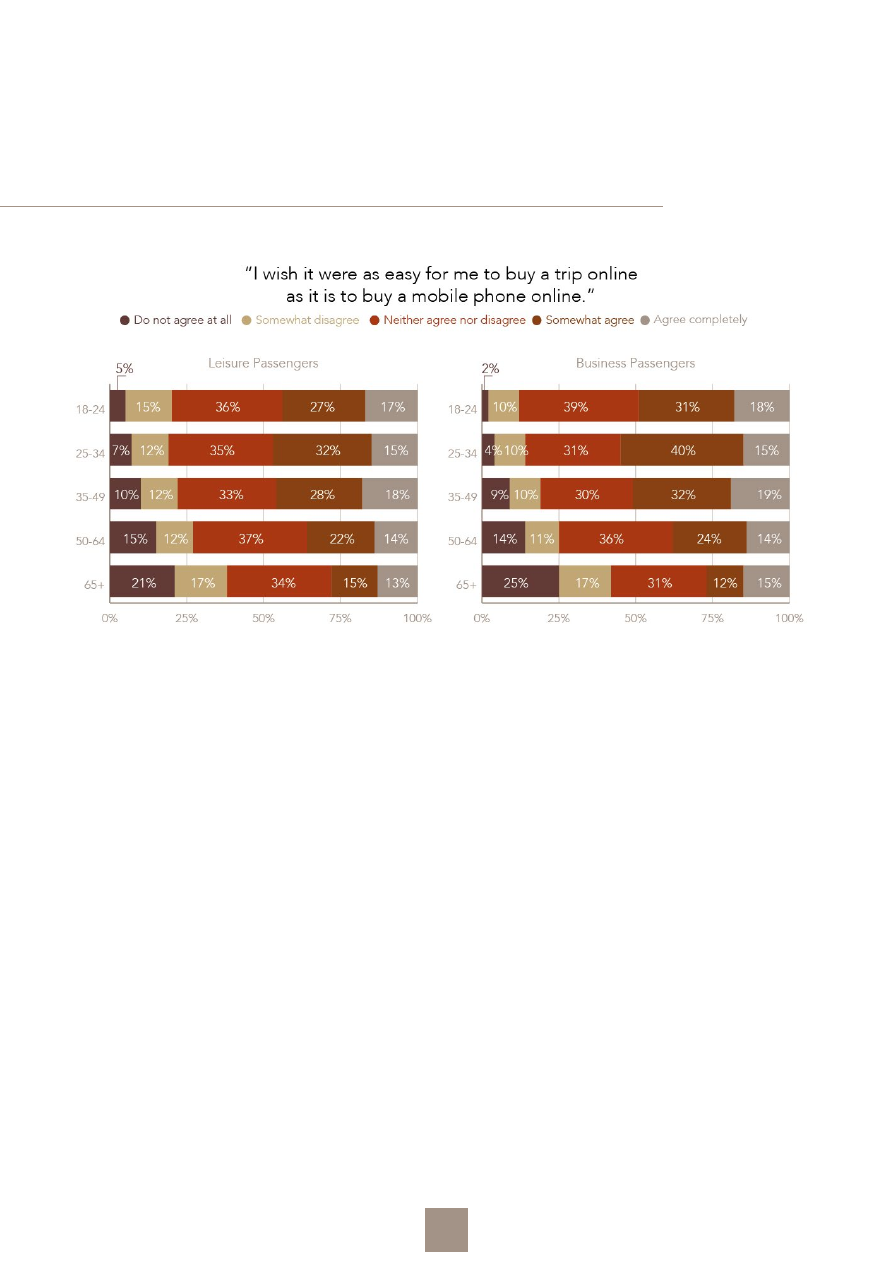 “I wish it were as easy for me to buy a trip online
as it is to buy a mobile phone online.”
Do not agree at all Somewhat disagree Neither agree nor disagree Somewhat agree Agree completely
Leisure Passengers
5%
18-24 15% 36% 27% 17%
25-34 7% 12% 35% 32% 15%
35-49 10% 12% 33% 28% 18%
50-64 15% 12% 37% 22% 14%
65+ 21% 17% 34% 15% 13%
0% 25% 50% 75% 100%
Business Passengers
2%
18-24 10% 39% 31% 18%
25-34 4% 10% 31% 40% 15%
35-49 9% 10% 30% 32% 19%
50-64 14% 11% 36% 24% 14%
65+ 25% 17% 31% 12% 15%
0% 25% 50% 75% 100%